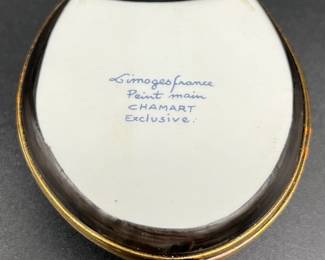 Limoges france
Peint main
CHAMART
Exclusive.